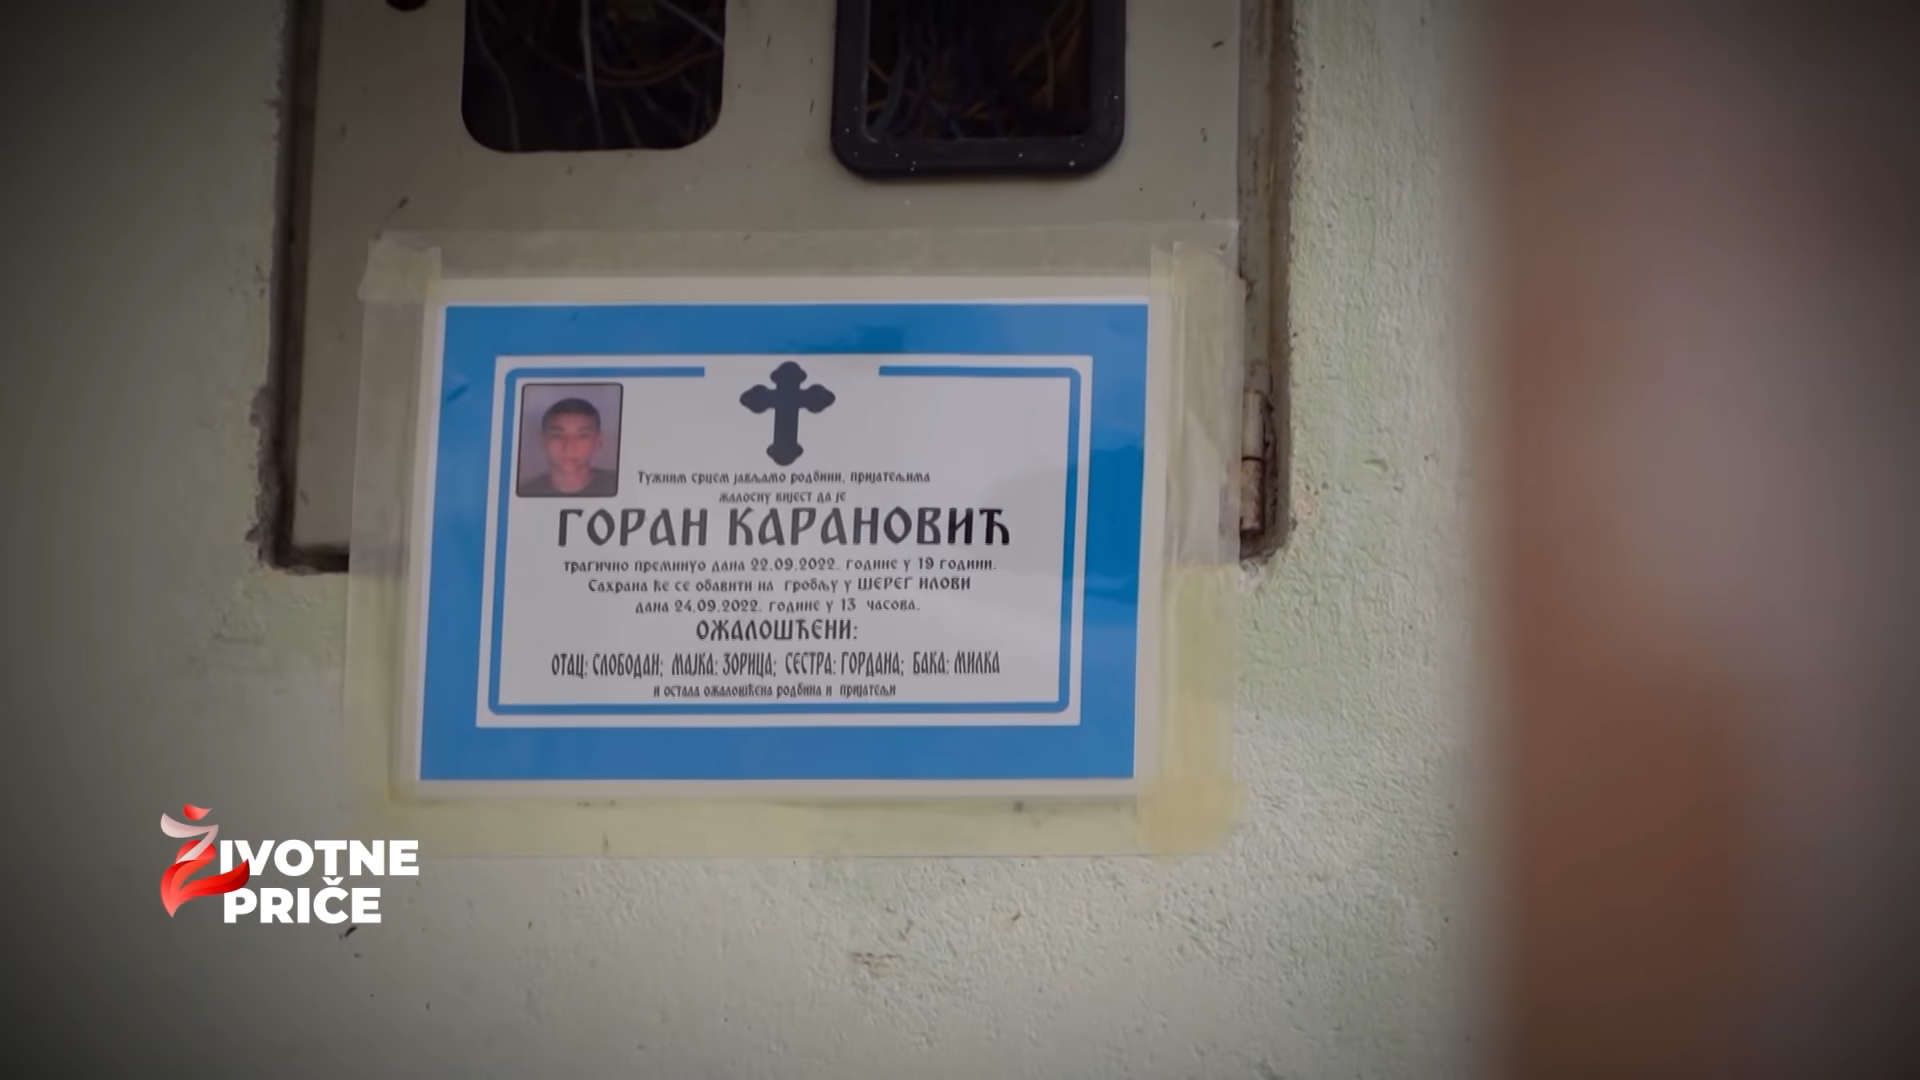 Тужним срцем јављамо родбини, пријатељима
жалосну вијест да је
ГОРАН КАРАНОВИЋ
трагично преминуо дана 22.09.2022. године у 19 години.
Сахрана ће се обавити на гробљу у ШЕРЕГ ИЛОВИ
дана 24.09.2022. године у 13 часова.
ОЖАЛОШЋЕНИ:
ОТАЦ: СЛОБОДАН; МАЈКА: ЗОРИЦА; СЕСТРА: ГОРДАНА; БАКА: МИЛКА
и остала ожалошћена родбина и пријатељи
ŽIVOTNE
PRIČE